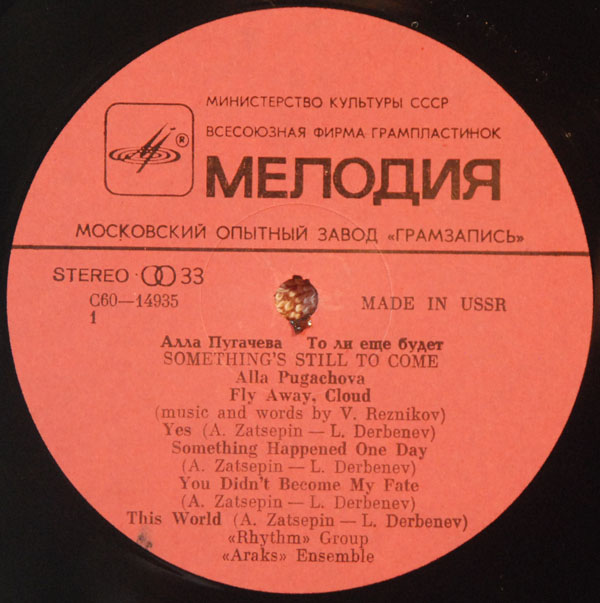 МИНИСТЕРСТВО КУЛЬТУРЫ СССР
ВСЕСОЮЗНАЯ ФИРМА ГРАМПЛАСТИНОК
®
МЕЛОДИЯ
МОСКОВСКИЙ ОПЫТНЫЙ ЗАВОД «ГРАМЗАПИСЬ»
STEREO 33
С60—14935
MADE IN USSR
1
Алла Пугачева То ли еще будет
SOMETHING'S STILL TO COME
Alla Pugachova
Fly Away, Cloud
(music and words by V. Reznikov)
Yes (A. Zatsepin — L. Derbenev)
Something Happened One Day
(A. Zatsepin — L. Derbenev)
You Didn't Become My Fate
(A. Zatsepin — L. Derbenev)
This World (A. Zatsepin — L. Derbenev)
«Rhythm» Group
«Araks» Ensemble